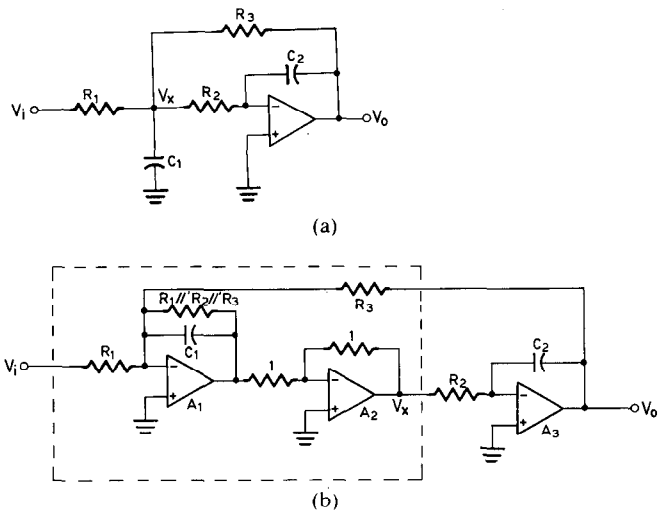 R3
C2
Vi
R1
Vx
R2
Vo
C1
−
+
(a)
R1//R2//R3
R3
C1
1
C2
Vi
R1
1
R2
Vo
−
+
A1
−
+
A2
Vx
−
+
A3
(b)